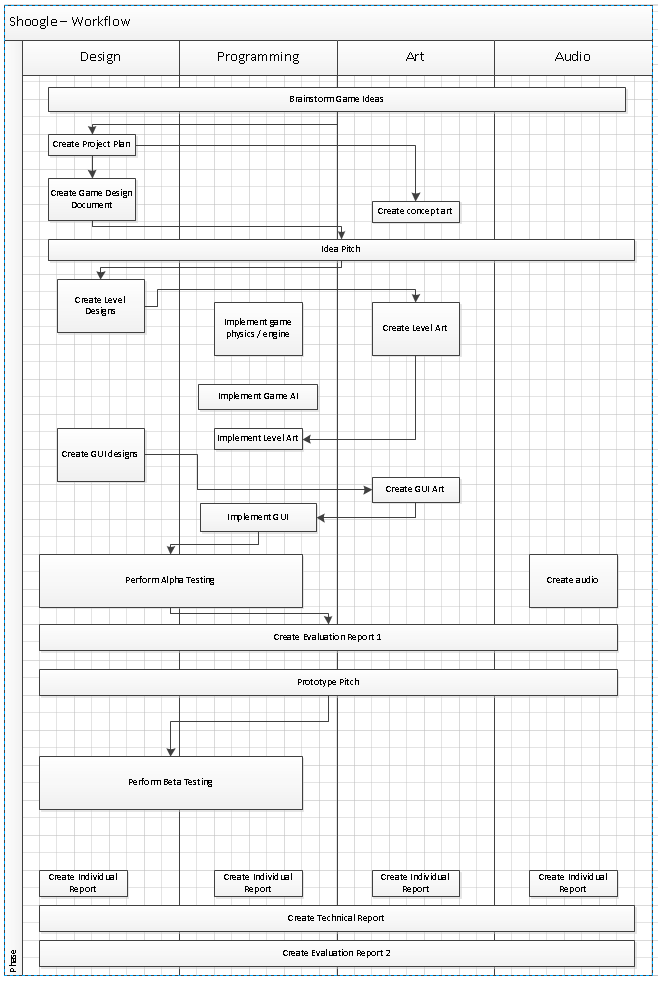 Shoogle – Workflow
Design
Programming
Art
Audio
Brainstorm Game Ideas
Create Project Plan
Create Game Design
Document
Create concept art
Idea Pitch
Create Level
Designs
Implement game
physics / engine
Create Level Art
Implement Game AI
Implement Level Art
Create GUI designs
Create GUI Art
Implement GUI
Perform Alpha Testing
Create audio
Create Evaluation Report 1
Prototype Pitch
Perform Beta Testing
Create Individual
Report
Create Individual
Report
Create Individual
Report
Create Individual
Report
Create Technical Report
Create Evaluation Report 2
Phase